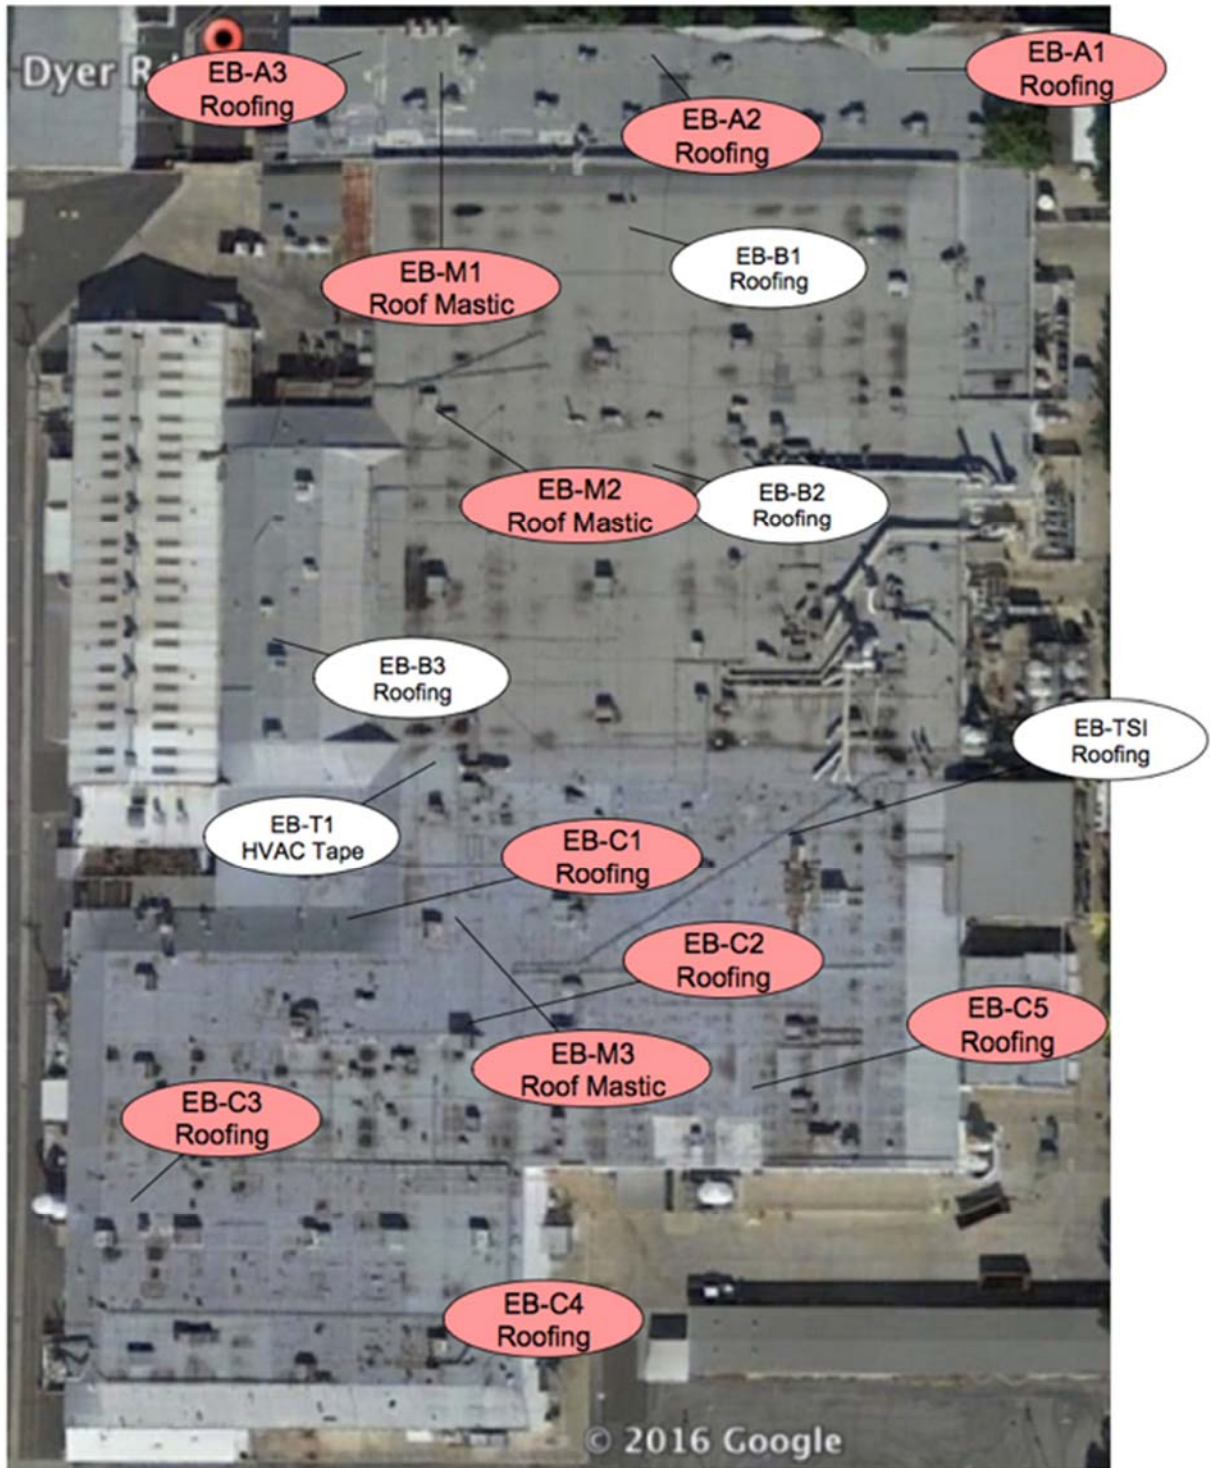 Dyer Rd
EB-A3
Roofing
EB-A1
Roofing
EB-A2
Roofing
EB-B1
Roofing
EB-M1
Roof Mastic
EB-M2
Roof Mastic
EB-B2
Roofing
EB-B3
Roofing
EB-TSI
Roofing
EB-T1
HVAC Tape
EB-C1
Roofing
EB-C2
Roofing
EB-C5
Roofing
EB-M3
Roof Mastic
EB-C3
Roofing
EB-C4
Roofing
© 2016 Google